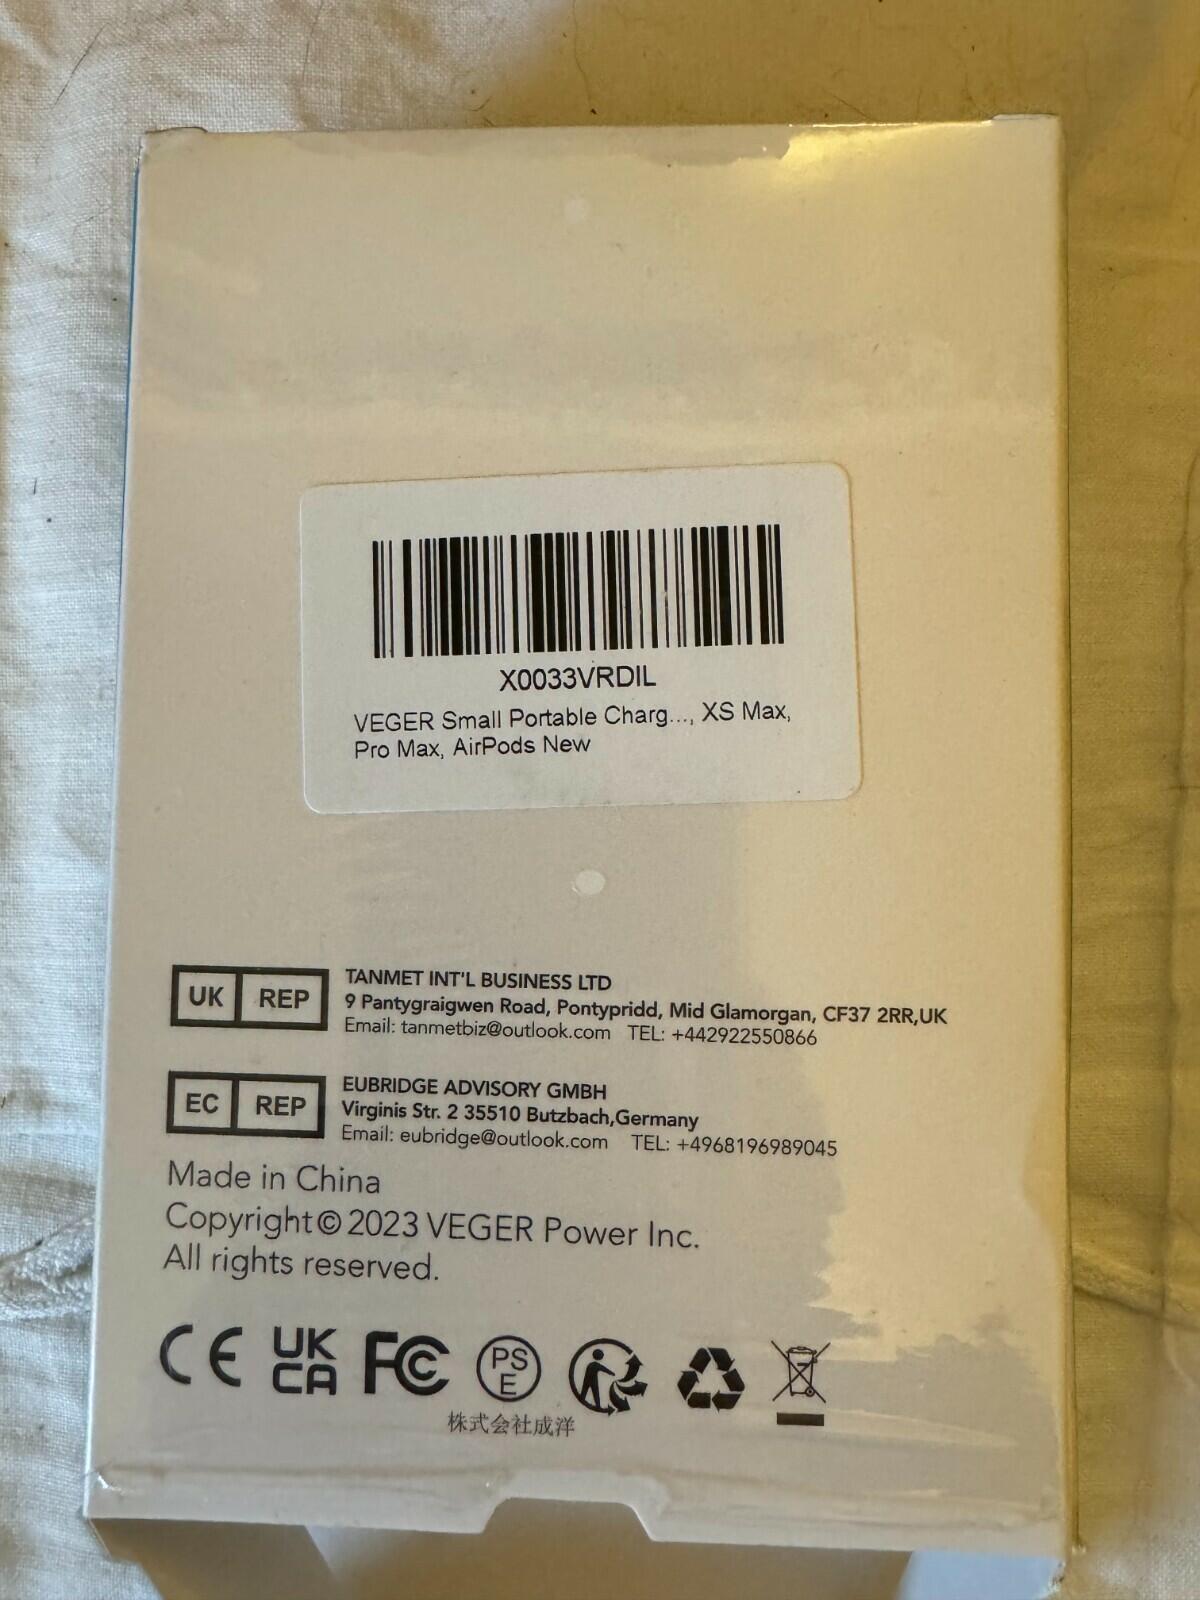 X0033VRDIL
VEGER Small Portable Charg..., XS Max,
Pro Max, AirPods New
UK REP
TANMET INT'L BUSINESS LTD
9 Pantygraigwen Road, Pontypridd, Mid Glamorgan, CF37 2RR,UK
Email: tanmetbiz@outlook.com TEL: +442922550866
EC REP
EUBRIDGE ADVISORY GMBH
Virginis Str. 2 35510 Butzbach,Germany
Email: eubridge@outlook.com TEL: +4968196989045
Made in China
Copyright©2023 VEGER Power Inc.
All rights reserved.
CE UK CA FC PS E
株式会社成洋